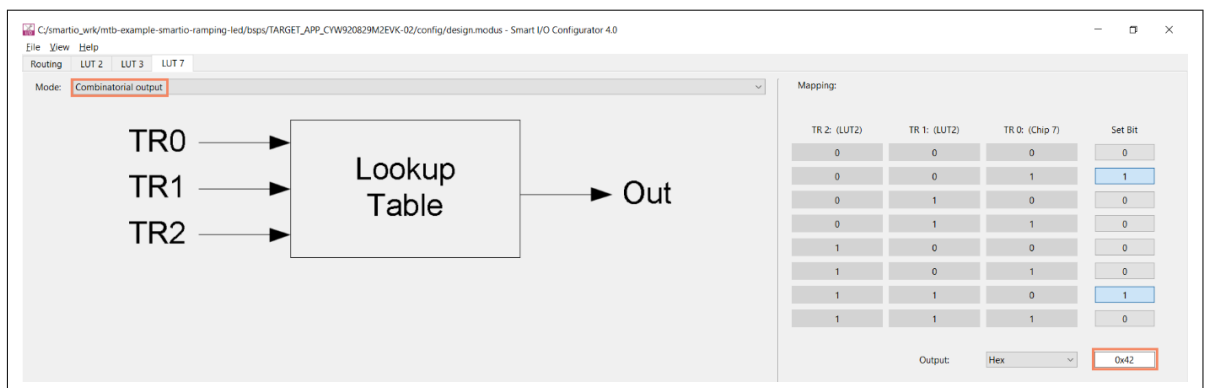 C:/smartio_wrk/mtb-example-smartio-ramping-led/bsps/TARGET_APP_CYW920829M2EVK-02/config/design.modus - Smart I/O Configurator 4.0
File View Help
Routing LUT 2 LUT 3 LUT 7
Mode: Combinatorial output
Mapping:
TR0
TR1
TR2
Lookup
Table
Out
TR 2: (LUT2) TR 1: (LUT2) TR 0: (Chip 7) Set Bit
0 0 0 0
0 0 1 1
0 1 0 0
0 1 1 0
1 0 0 0
1 0 1 0
1 1 0 1
1 1 1 0
Output: Hex 0x42